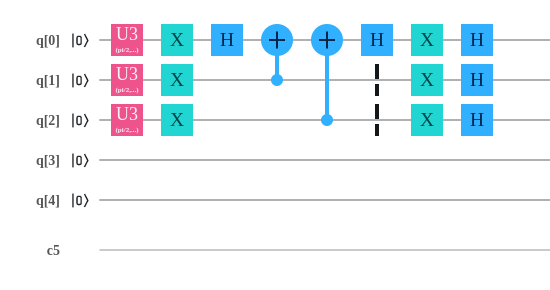 q[0] |0⟩ U3 (pi/2,...) X H H X H
q[1] |0⟩ U3 (pi/2,...) X X H
q[2] |0⟩ U3 (pi/2,...) X X H
q[3] |0⟩
q[4] |0⟩
c5